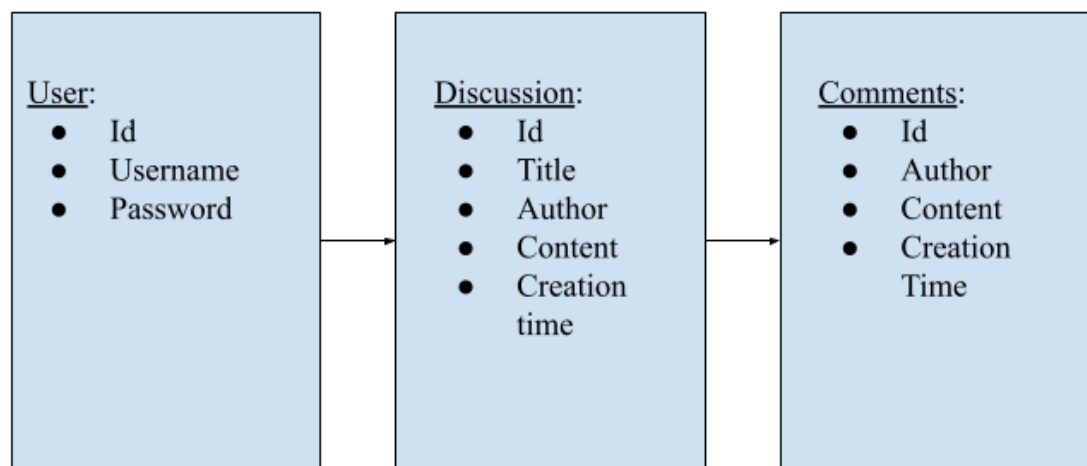 User:
● Id
● Username
● Password
Discussion:
● Id
● Title
● Author
● Content
● Creation
time
Comments:
● Id
● Author
● Content
● Creation
Time